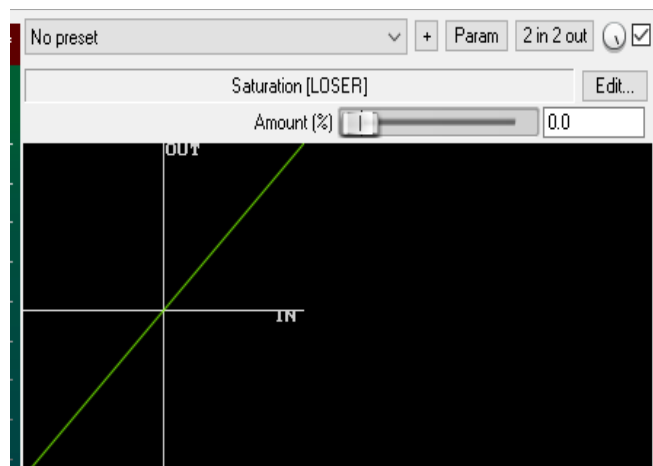 No preset + Param 2 in 2 out
Saturation [LOSER] Edit...
Amount (%) 0.0
OUT
IN